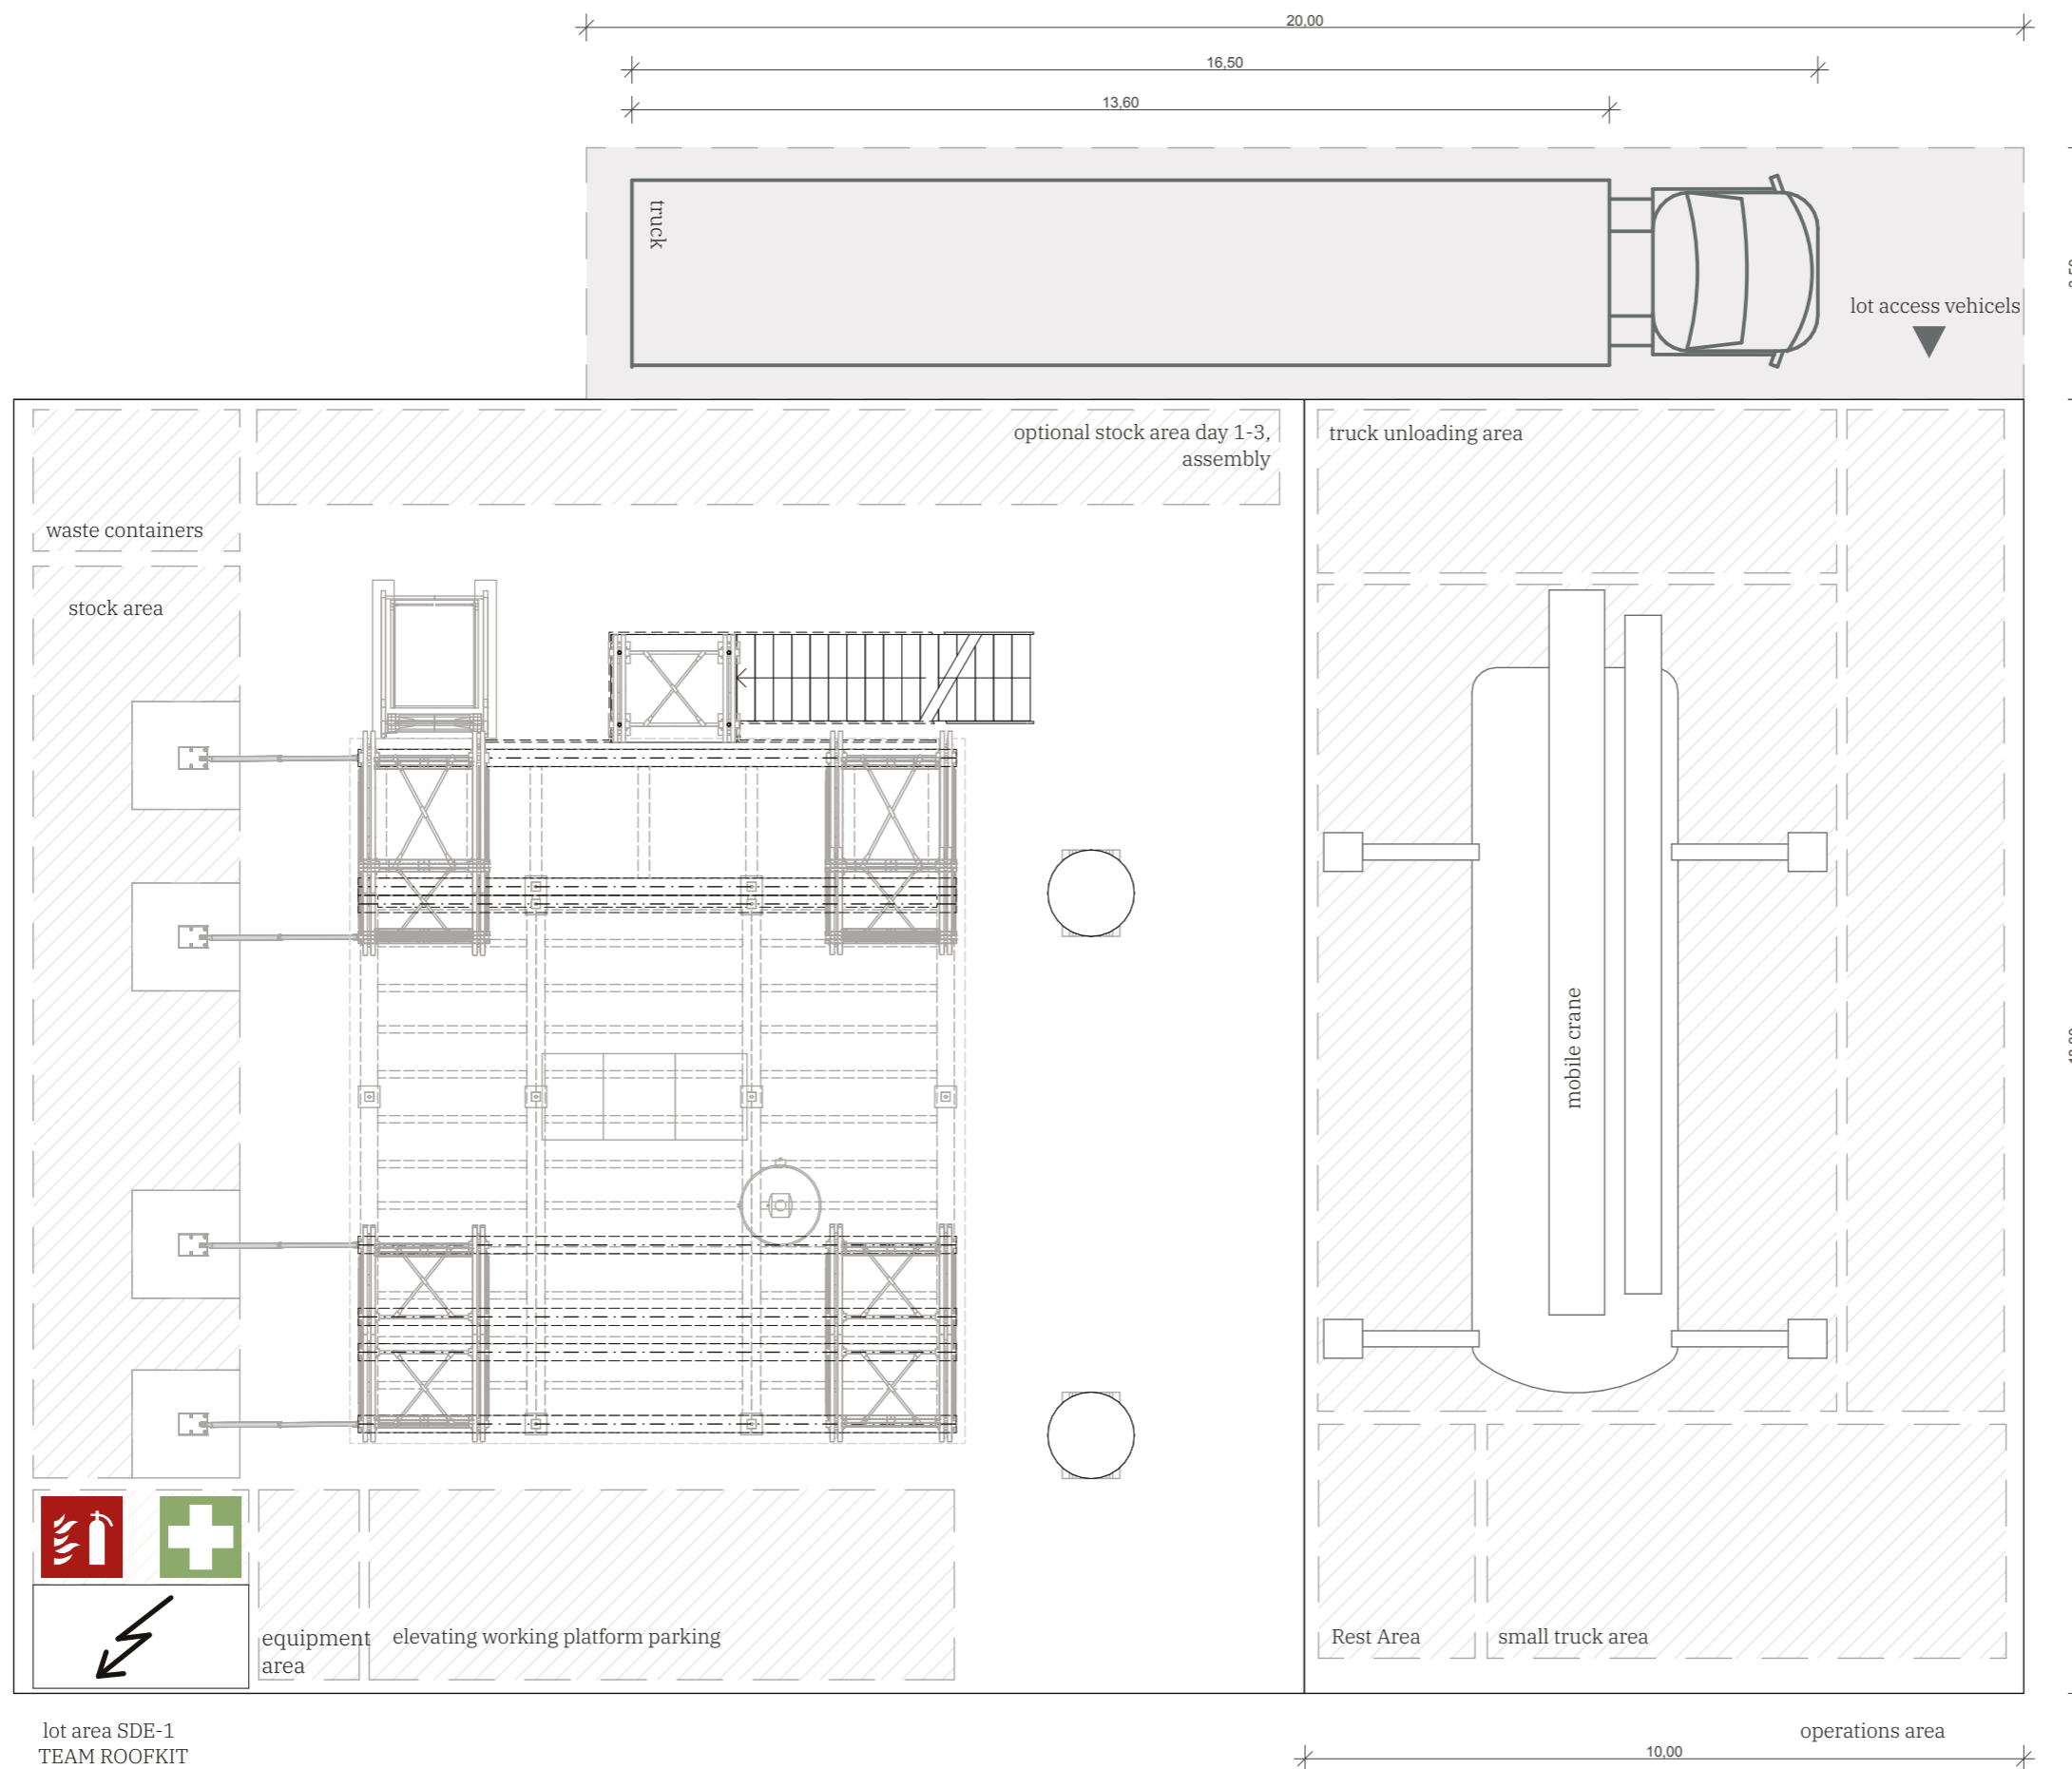 20,00
16,50
13,60
truck
lot access vehicels
optional stock area day 1-3,
assembly
truck unloading area
waste containers
stock area
mobile crane
equipment
area
elevating working platform parking
Rest Area
small truck area
lot area SDE-1
TEAM ROOFKIT
operations area
10,00